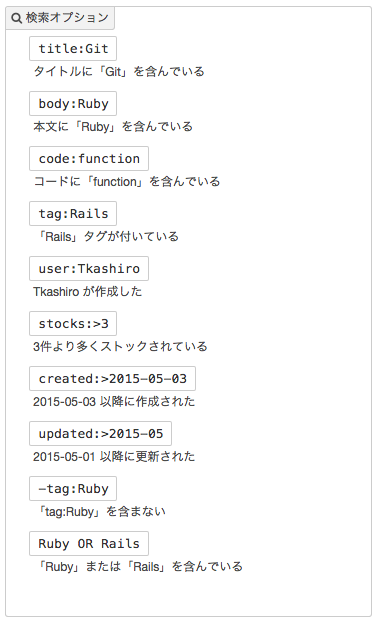 検索オプション
title:Git
タイトルに「Git」を含んでいる
body:Ruby
本文に「Ruby」を含んでいる
code:function
コードに「function」を含んでいる
tag:Rails
「Rails」タグが付いている
user:Tkashiro
Tkashiro が作成した
stocks:>3
3件より多くストックされている
created:>2015-05-03
2015-05-03 以降に作成された
updated:>2015-05
2015-05-01 以降に更新された
-tag:Ruby
「tag:Ruby」を含まない
Ruby OR Rails
「Ruby」または「Rails」を含んでいる